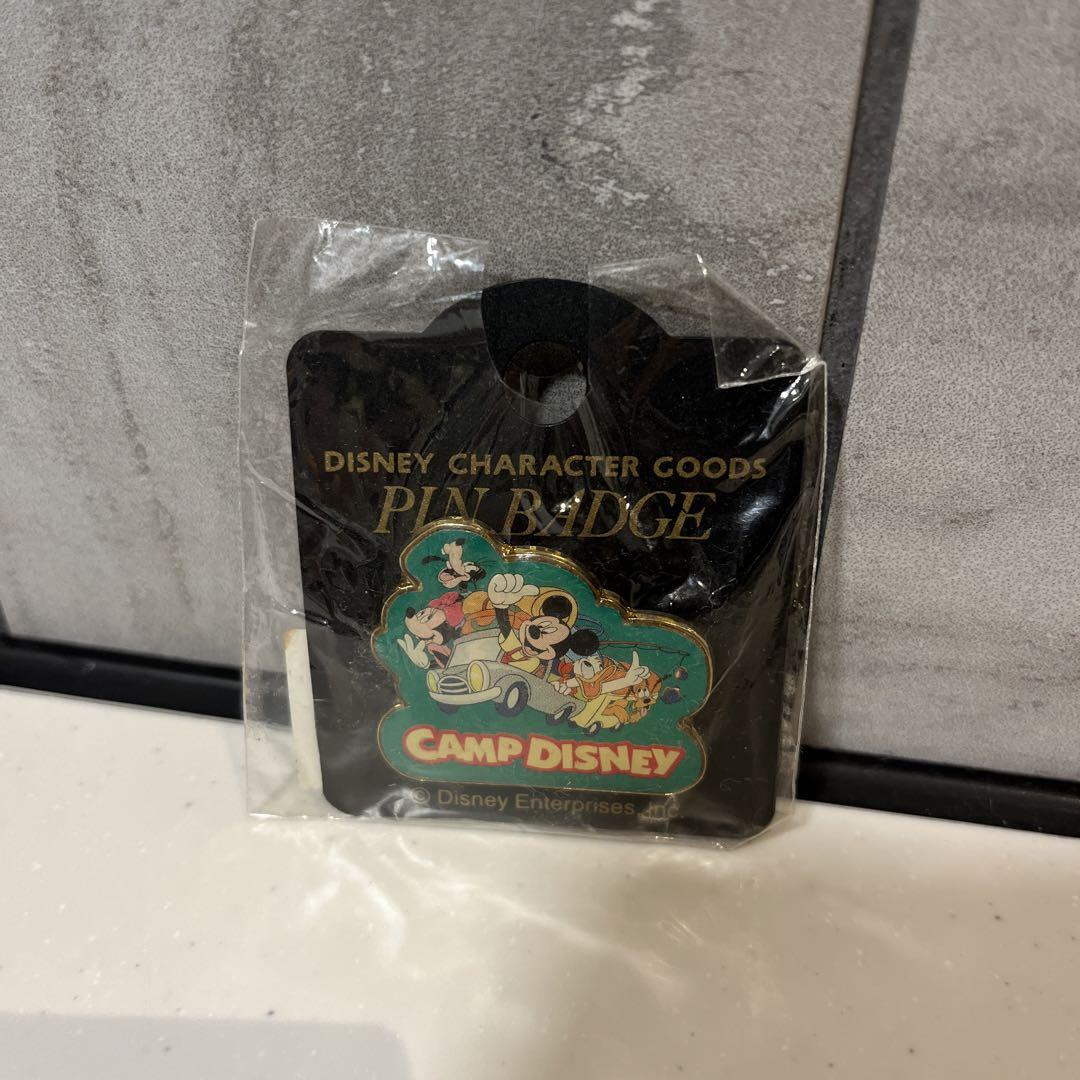 DISNEY CHARACTER GOODS
PIN BADGE
CAMP DISNEY
© Disney Enterprises, Inc.